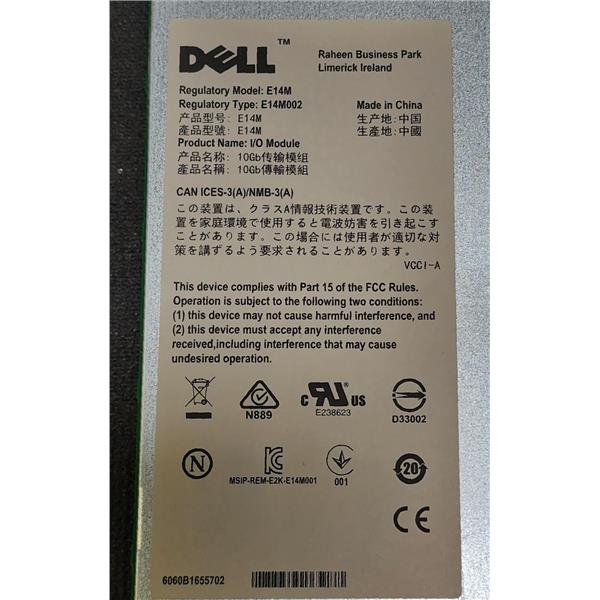 DELL™
Raheen Business Park
Limerick Ireland
Regulatory Model: E14M
Regulatory Type: E14M002
Made in China
产品型号: E14M
生产地: 中国
產品型號: E14M
生產地: 中國
Product Name: I/O Module
产品名称: 10Gb传输模组
產品名稱: 10Gb傳輸模組
CAN ICES-3(A)/NMB-3(A)
この装置は、クラスA情報技術装置です。この装
置を家庭環境で使用すると電波妨害を引き起こす
ことがあります。この場合には使用者が適切な対
策を講ずるよう要求されることがあります。
VCCI-A
This device complies with Part 15 of the FCC Rules.
Operation is subject to the following two conditions:
(1) this device may not cause harmful interference, and
(2) this device must accept any interference
received,including interference that may cause
undesired operation.
N889
c RU US
E238623
D33002
N
MSIP-REM-E2K-E14M001
001
20
CE
6060B1655702